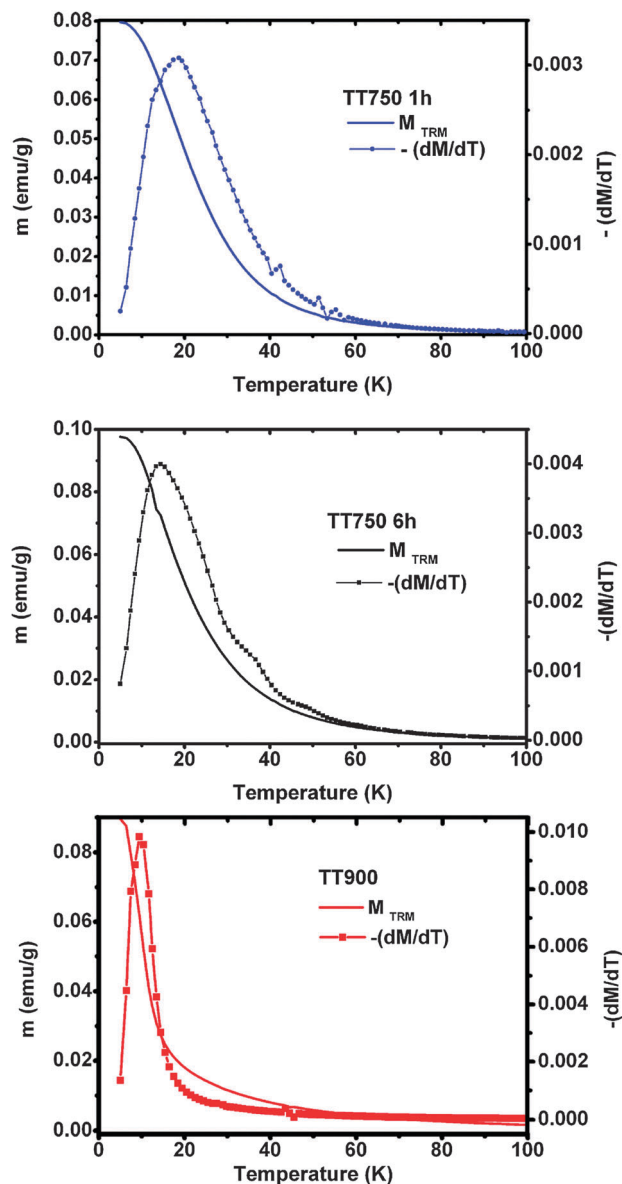 0.08
0.07
0.06
0.05
0.04
0.03
0.02
0.01
0.00
m (emu/g)
TT750 1h
M TRM
- (dM/dT)
0.003
0.002
0.001
0.000
- (dM/dT)
0 20 40 60 80 100
Temperature (K)
0.10
0.08
0.06
0.04
0.02
0.00
m (emu/g)
TT750 6h
M TRM
-(dM/dT)
0.004
0.003
0.002
0.001
0.000
-(dM/dT)
0 20 40 60 80 100
Temperature (K)
0.08
0.06
0.04
0.02
0.00
m (emu/g)
TT900
M TRM
-(dM/dT)
0.010
0.008
0.006
0.004
0.002
0.000
-(dM/dT)
0 20 40 60 80 100
Temperature (K)